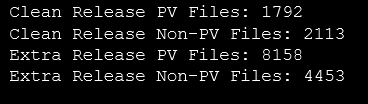 Clean Release PV Files: 1792
Clean Release Non-PV Files: 2113
Extra Release PV Files: 8158
Extra Release Non-PV Files: 4453